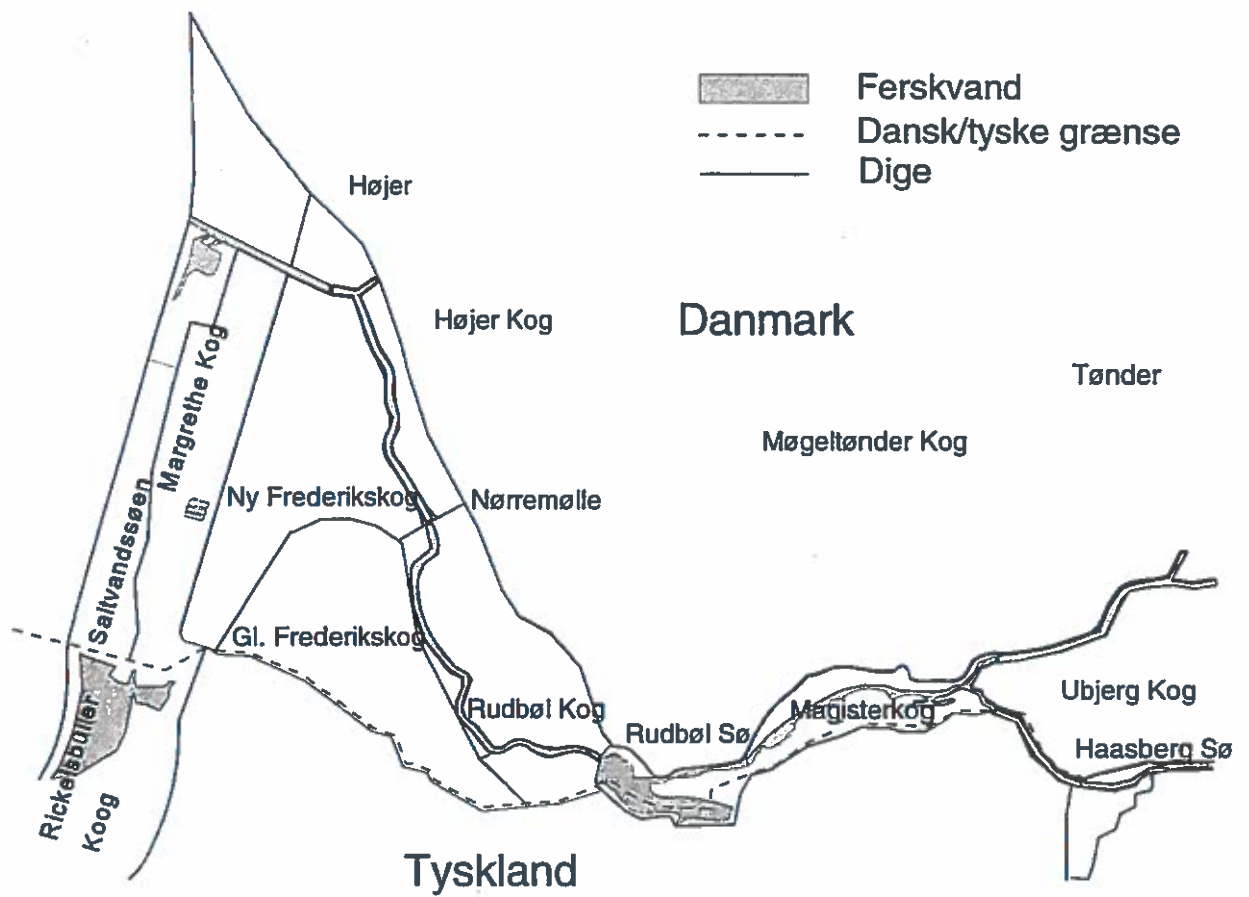 Ferskvand
Dansk/tyske grænse
Dige
Højer
Højer Kog
Danmark
Tønder
Møgeltønder Kog
Margrethe Kog
Saltvandssøen
Ny Frederikskog
Nørremølle
Gl. Frederikskog
Rudbøl Kog
Rudbøl Sø
Magisterkog
Ubjerg Kog
Haasberg Sø
Rickelsbüller
Koog
Tyskland